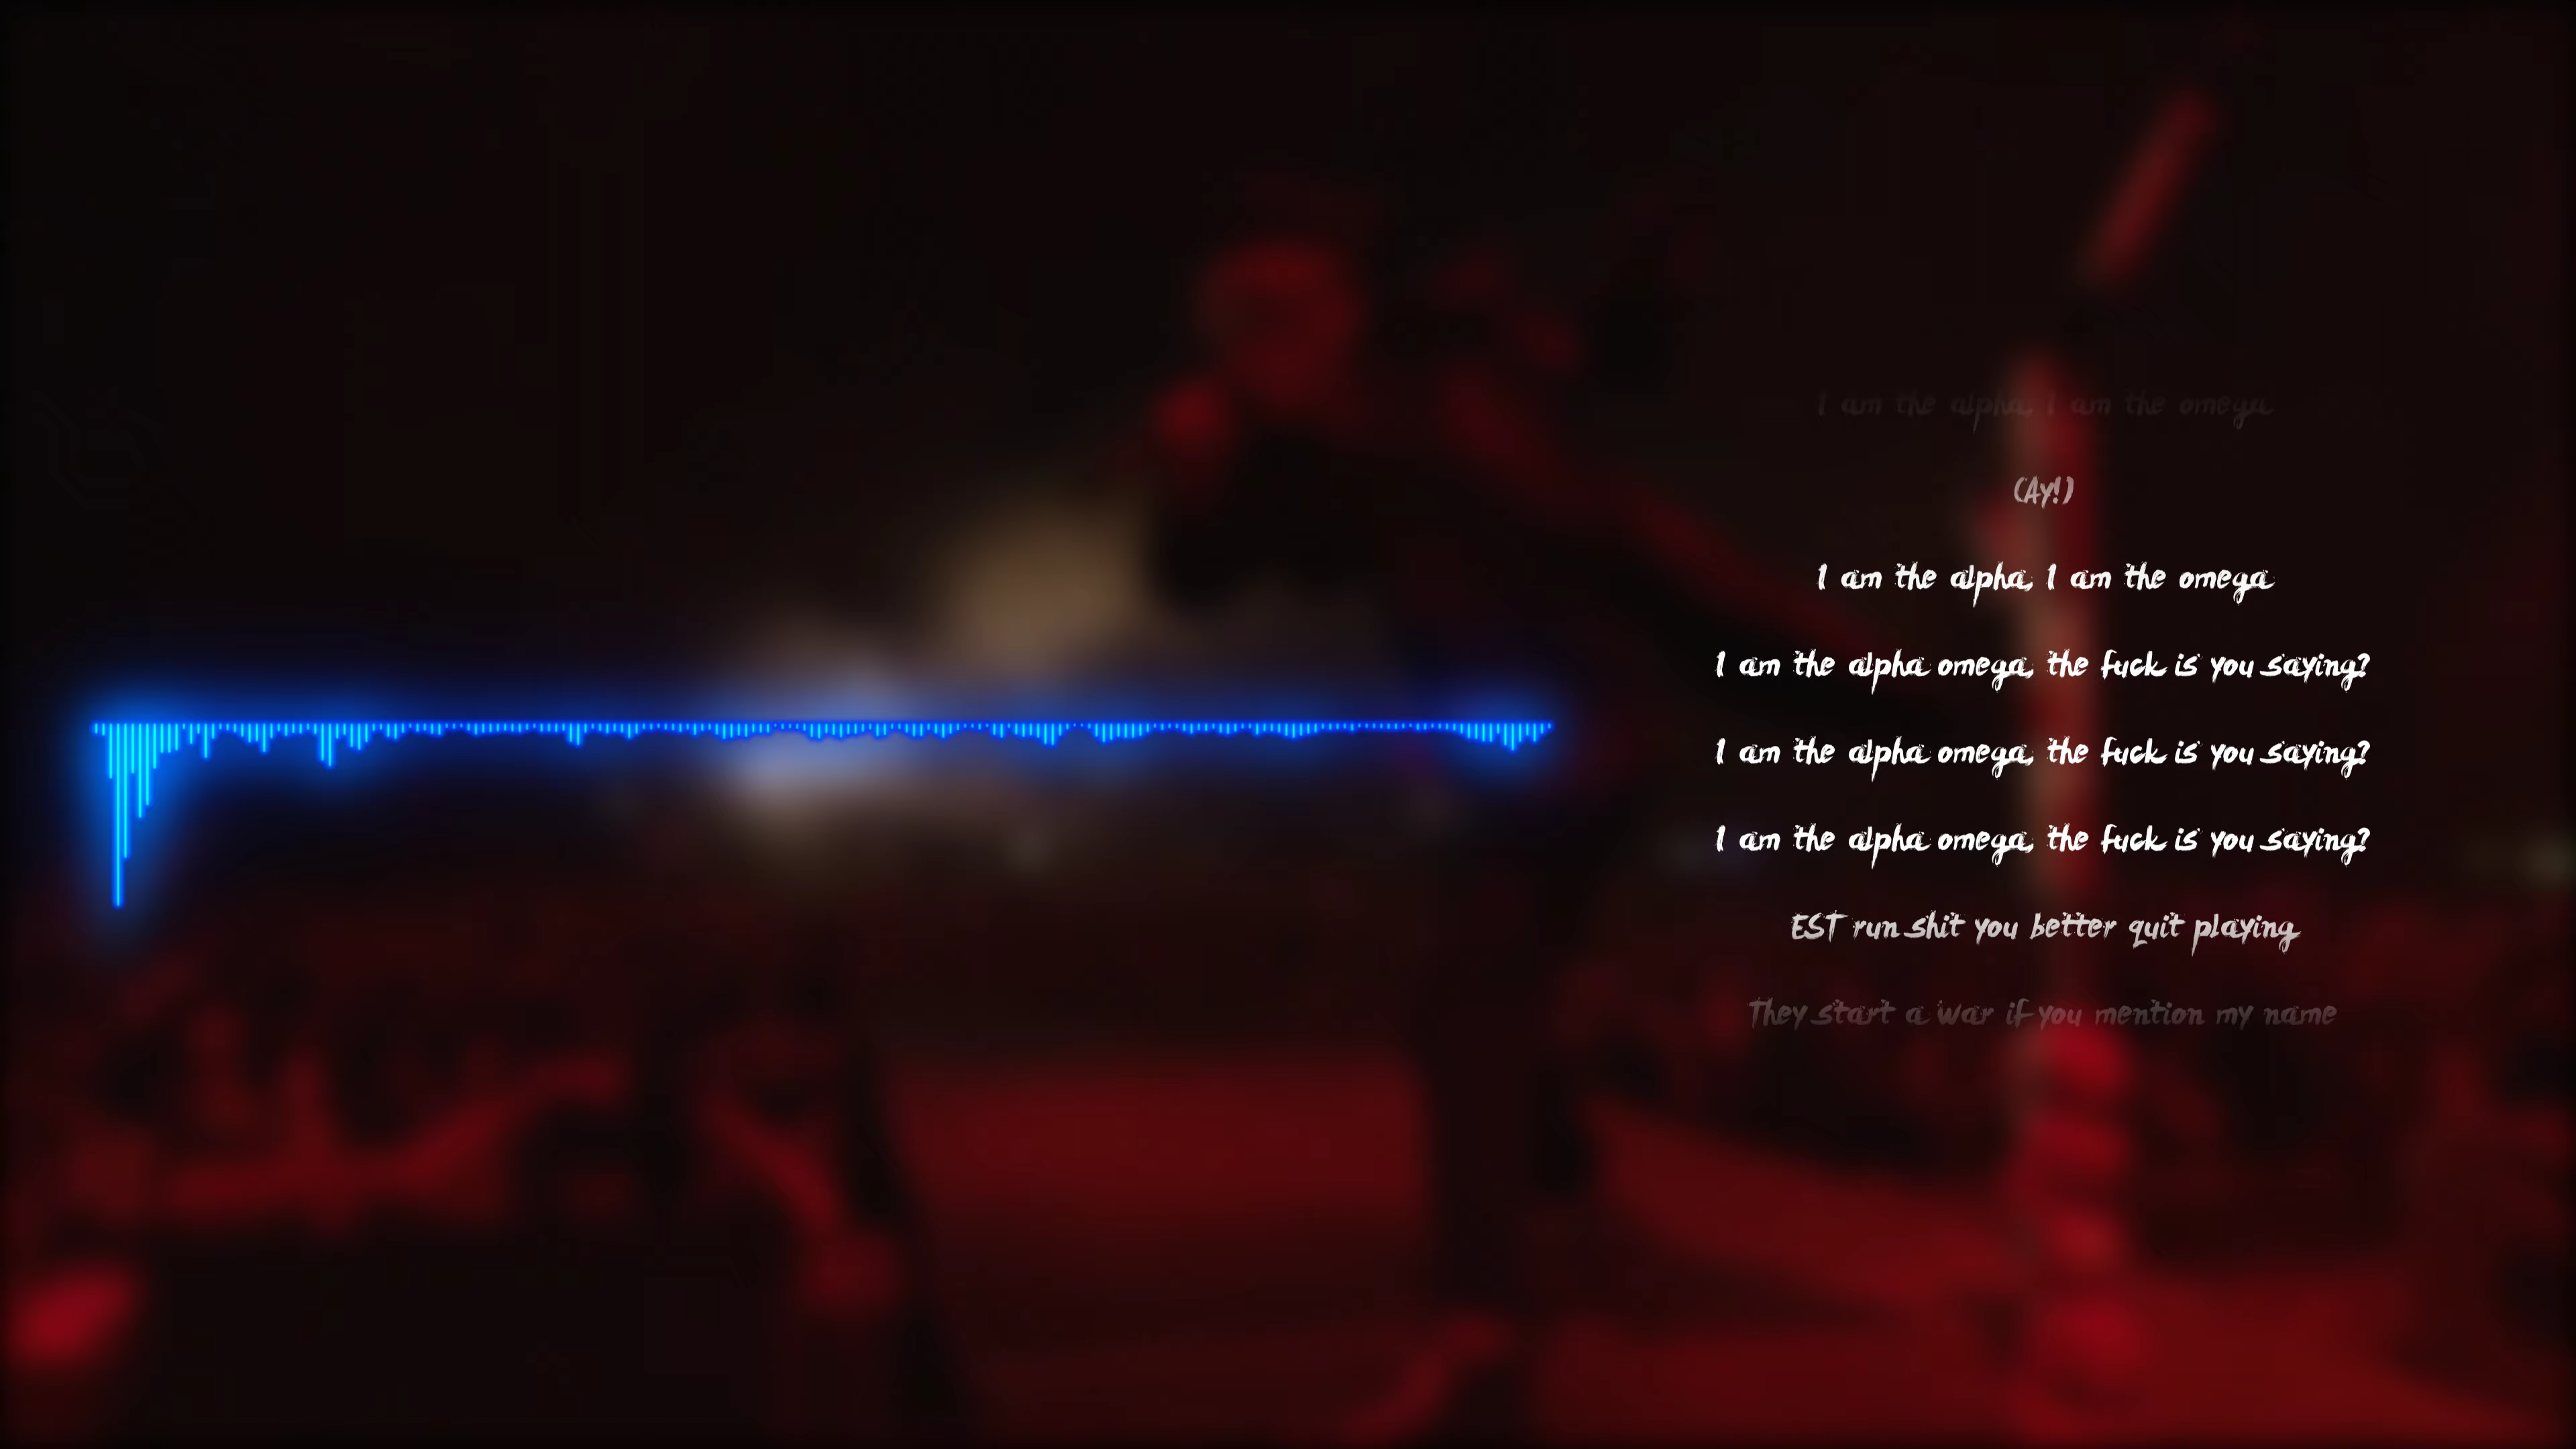 I am the alpha, I am the omega
(Ay!)
I am the alpha, I am the omega
I am the alpha omega, the fuck is you saying?
I am the alpha omega, the fuck is you saying?
I am the alpha omega, the fuck is you saying?
EST run shit you better quit playing
They start a war if you mention my name